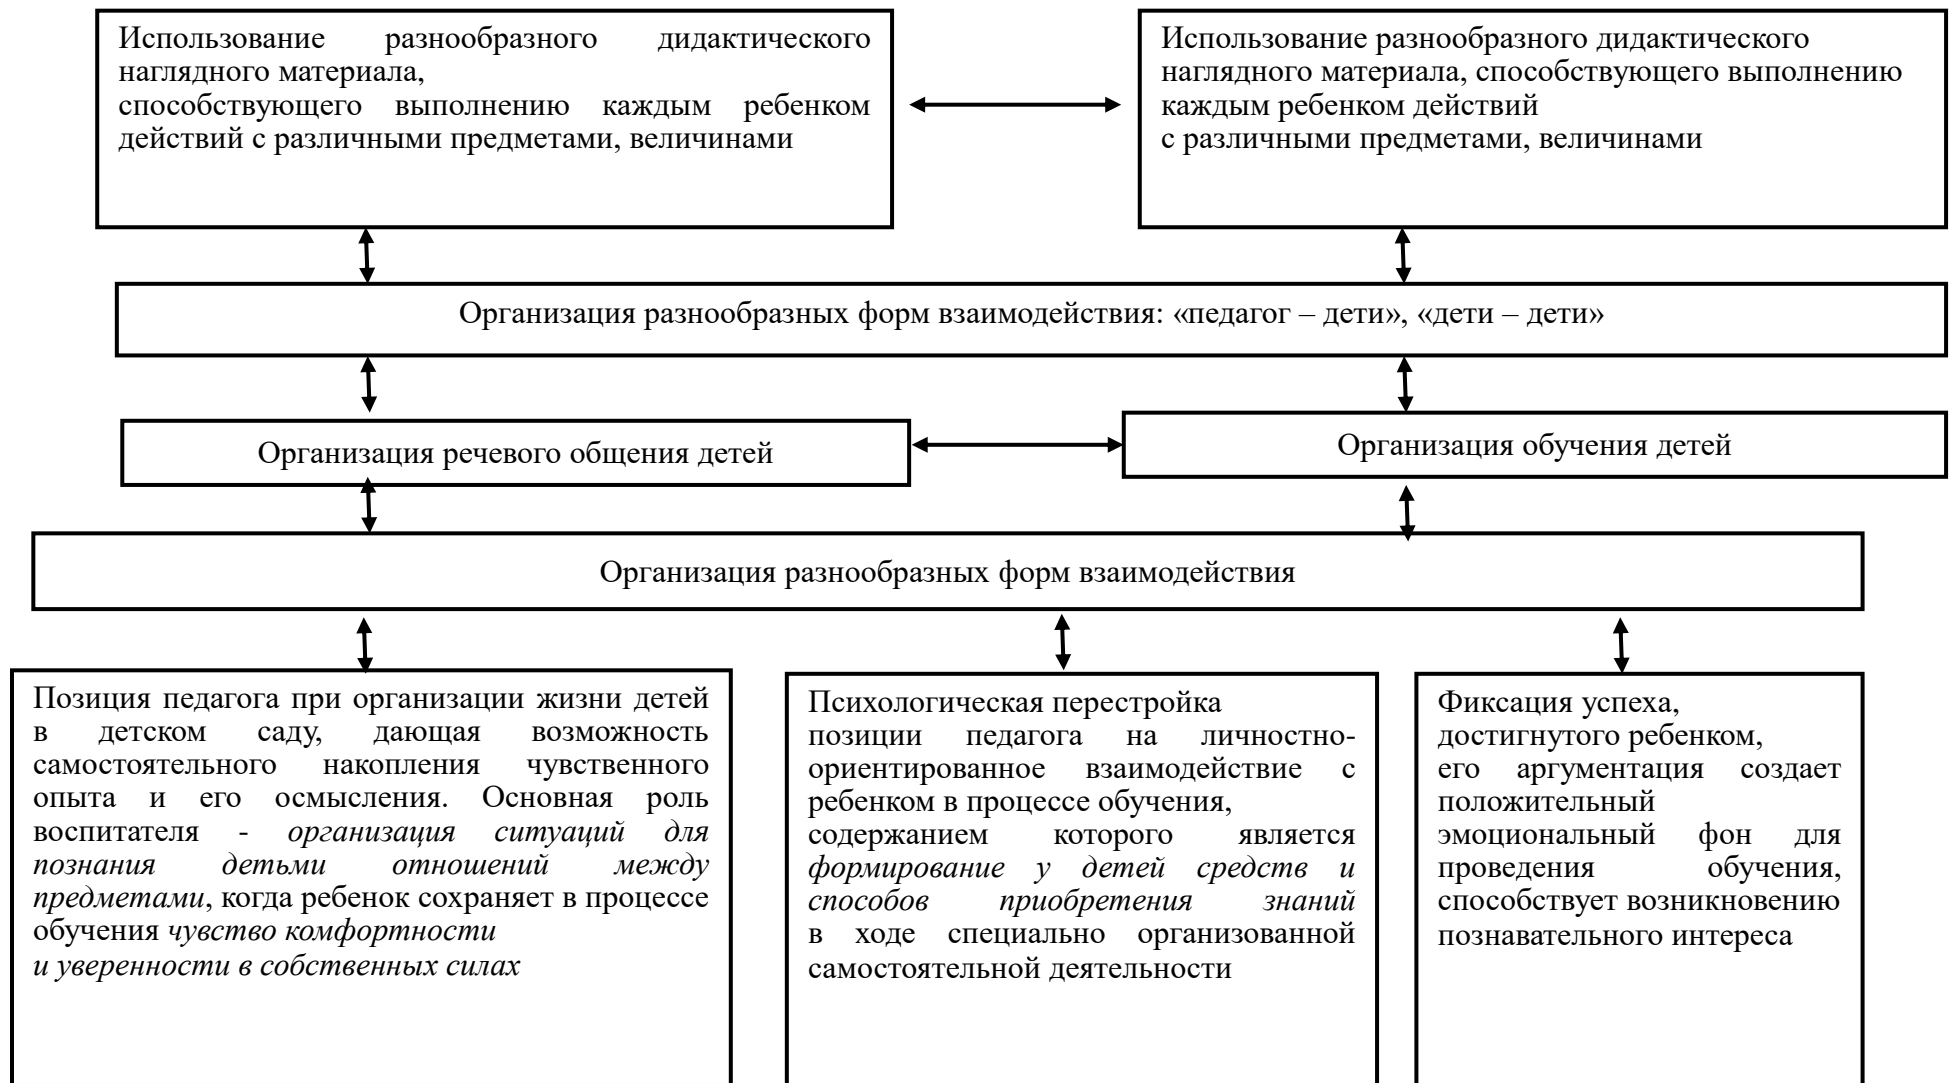 Использование разнообразного дидактического
наглядного материала,
способствующего выполнению каждым ребенком
действий с различными предметами, величинами
Использование разнообразного дидактического
наглядного материала, способствующего выполнению
каждым ребенком действий
с различными предметами, величинами
Организация разнообразных форм взаимодействия: «педагог – дети», «дети – дети»
Организация речевого общения детей
Организация обучения детей
Организация разнообразных форм взаимодействия
Позиция педагога при организации жизни детей
в детском саду, дающая возможность
самостоятельного накопления чувственного
опыта и его осмысления. Основная роль
воспитателя - организация ситуаций для
познания детьми отношений между
предметами, когда ребенок сохраняет в процессе
обучения чувство комфортности
и уверенности в собственных силах
Психологическая перестройка
позиции педагога на личностно-
ориентированное взаимодействие с
ребенком в процессе обучения,
содержанием которого является
формирование у детей средств и
способов приобретения знаний
в ходе специально организованной
самостоятельной деятельности
Фиксация успеха,
достигнутого ребенком,
его аргументация создает
положительный
эмоциональный фон для
проведения обучения,
способствует возникновению
познавательного интереса